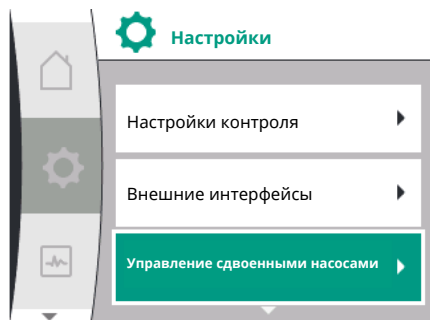 Настройки
Настройки контроля
Внешние интерфейсы
Управление сдвоенными насосами